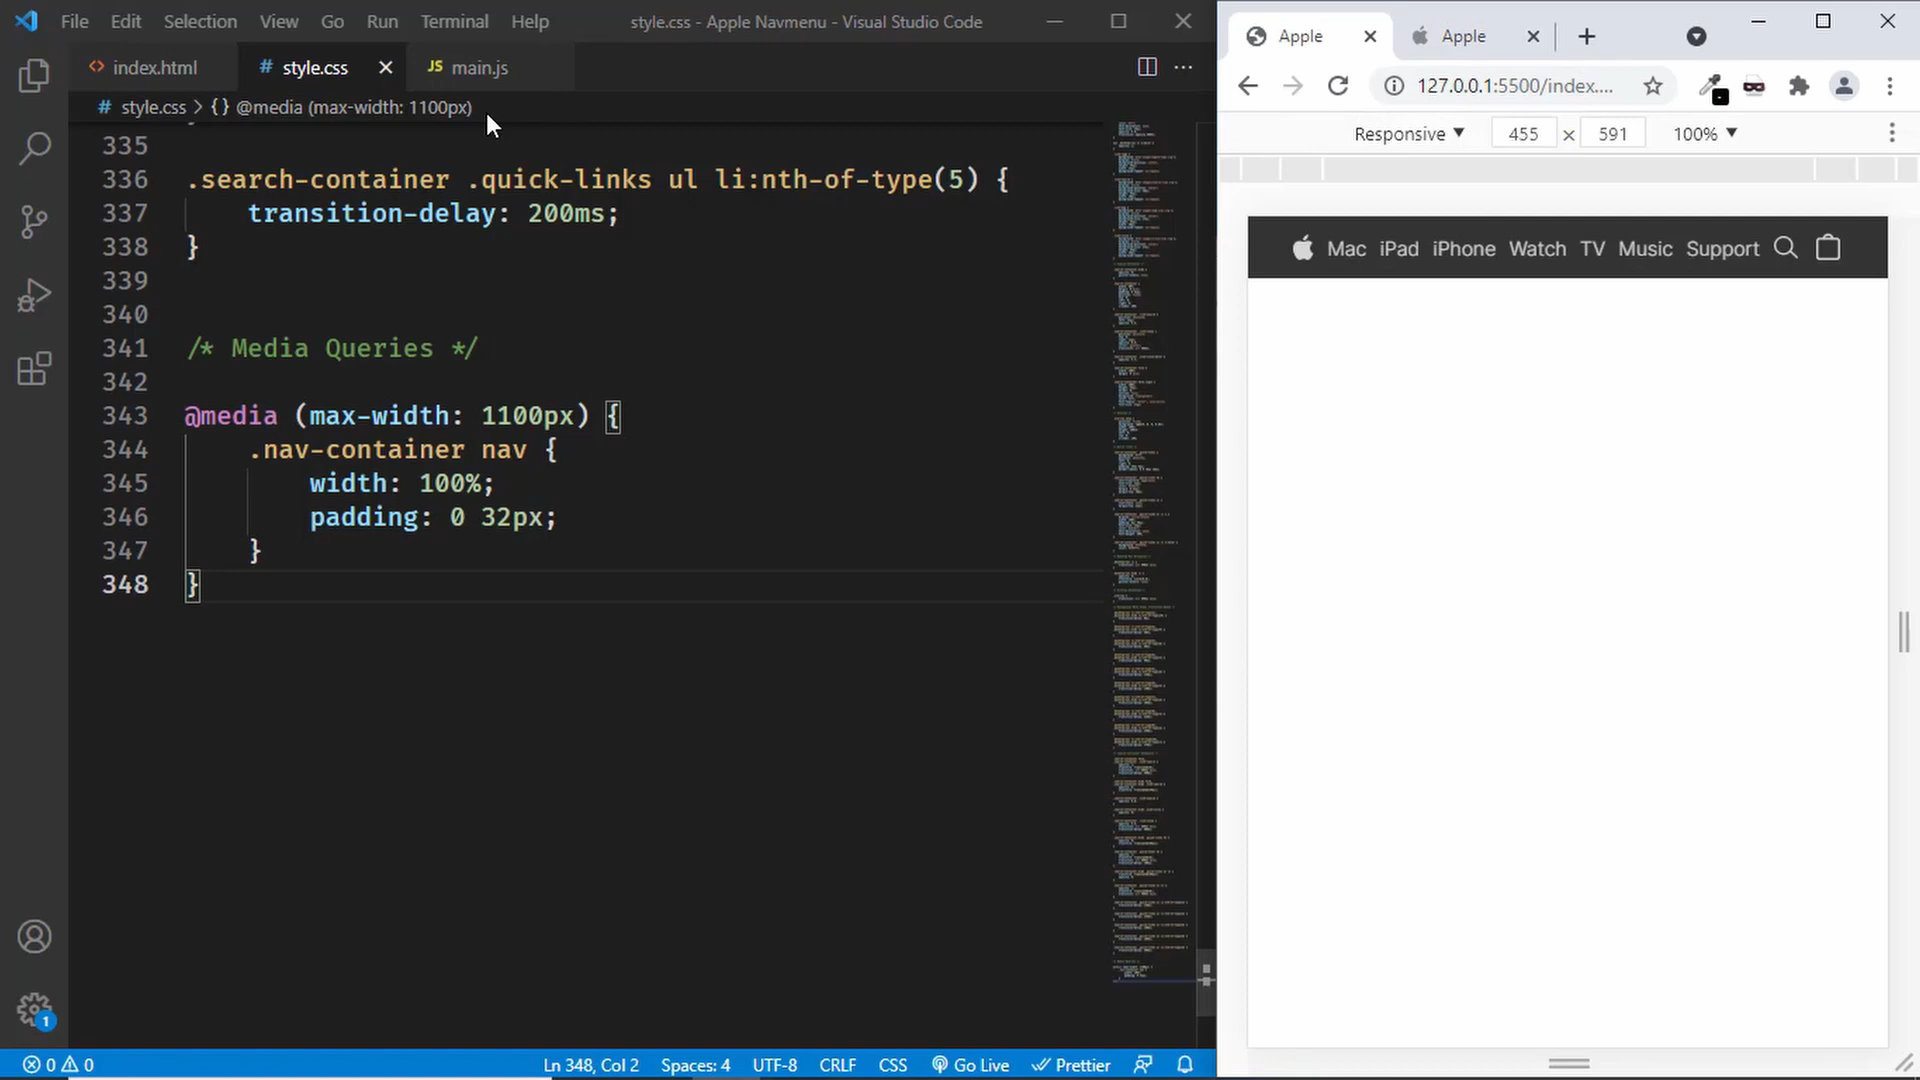 File Edit Selection View Go Run Terminal Help style.css - Apple Navmenu - Visual Studio Code
index.html # style.css JS main.js
# style.css > {} @media (max-width: 1100px)
335
336 .search-container .quick-links ul li:nth-of-type(5) {
337 transition-delay: 200ms;
338 }
339
340
341 /* Media Queries */
342
343 @media (max-width: 1100px) {
344 .nav-container nav {
345 width: 100%;
346 padding: 0 32px;
347 }
348 }
1
0 0 Ln 348, Col 2 Spaces: 4 UTF-8 CRLF CSS Go Live Prettier
Apple Apple
127.0.0.1:5500/index....
Responsive 455 × 591 100%
Mac iPad iPhone Watch TV Music Support